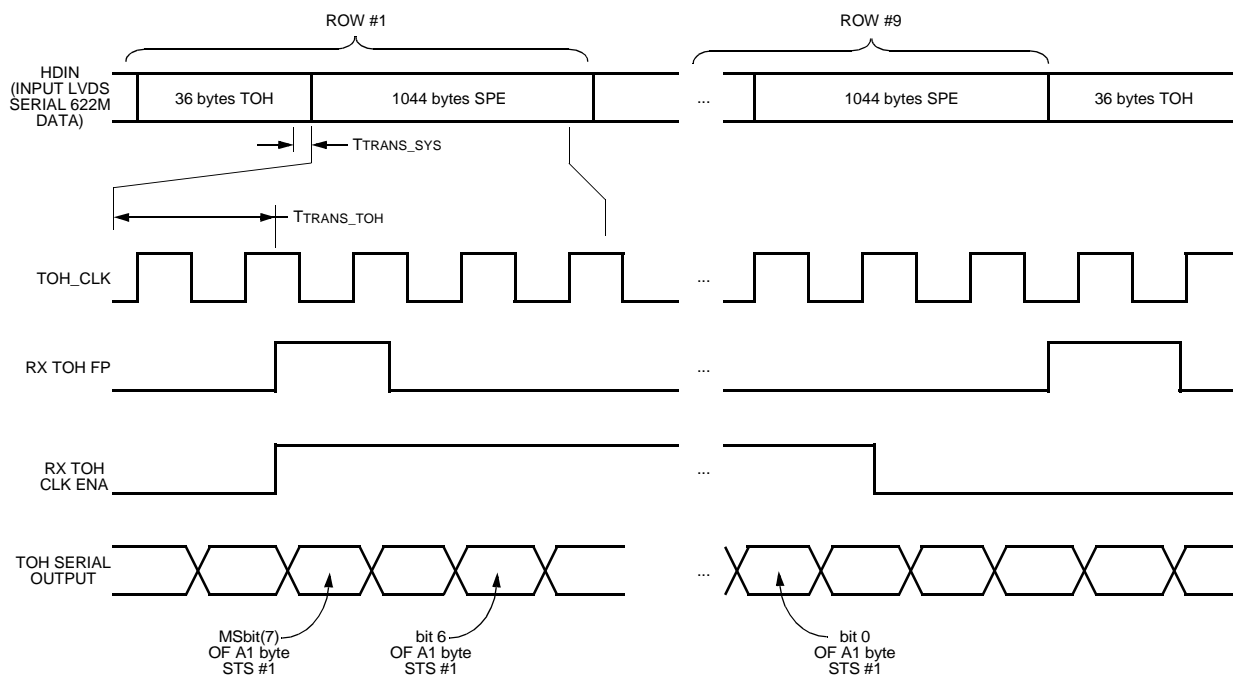 ROW #1
ROW #9
HDIN
(INPUT LVDS
SERIAL 622M
DATA)
36 bytes TOH
1044 bytes SPE
...
1044 bytes SPE
36 bytes TOH
TTRANS_SYS
TTRANS_TOH
TOH_CLK
...
RX TOH FP
...
RX TOH
CLK ENA
...
TOH SERIAL
OUTPUT
...
MSbit(7)
OF A1 byte
STS #1
bit 6
OF A1 byte
STS #1
bit 0
OF A1 byte
STS #1